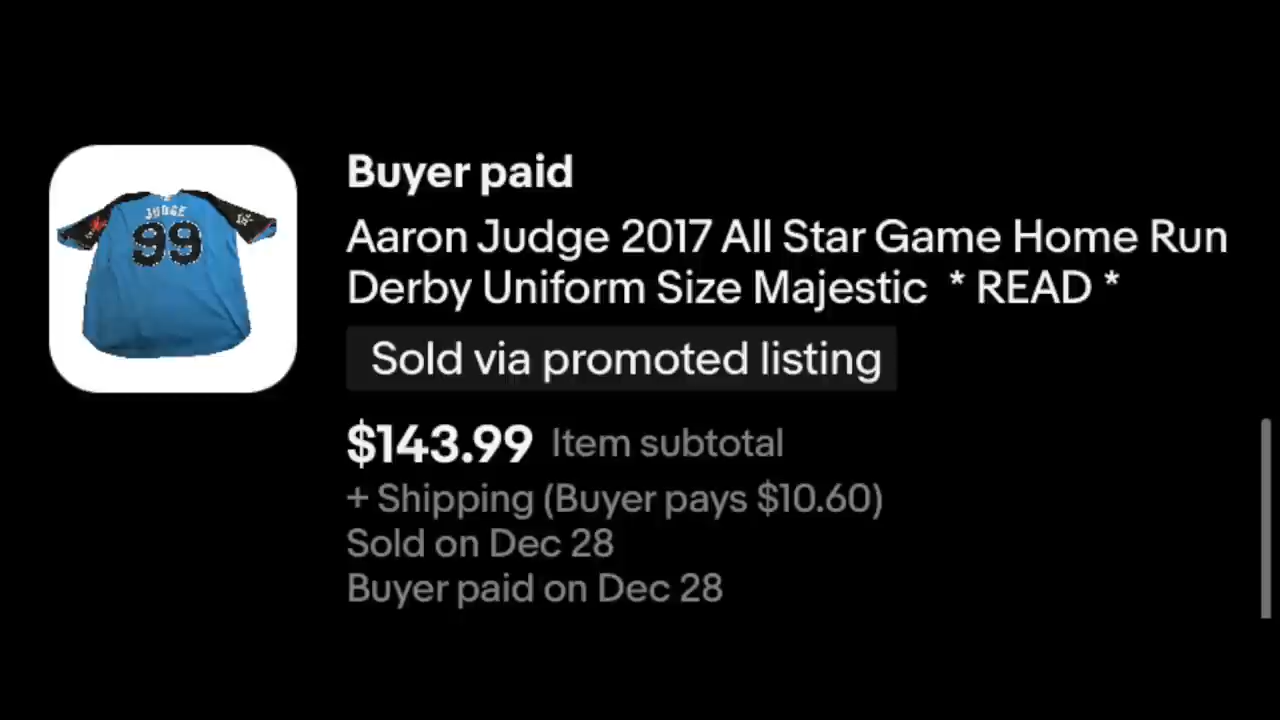 JUDGE
99
Buyer paid
Aaron Judge 2017 All Star Game Home Run
Derby Uniform Size Majestic * READ *
Sold via promoted listing
$143.99 Item subtotal
+ Shipping (Buyer pays $10.60)
Sold on Dec 28
Buyer paid on Dec 28